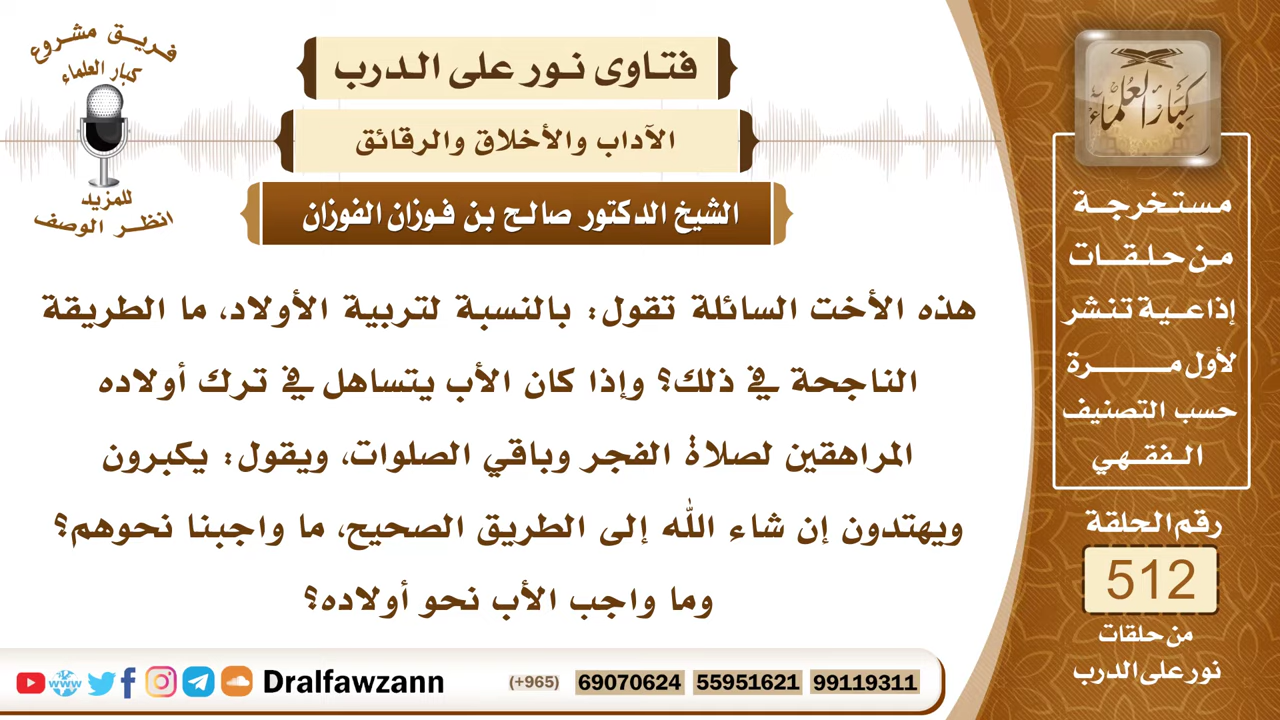 فريق مشروع
كبار العلماء
للمزيد
انظر الوصف
فتاوى نور على الدرب
الآداب والأخلاق والرقائق
الشيخ الدكتور صالح بن فوزان الفوزان
هذه الأخت السائلة تقول: بالنسبة لتربية الأولاد، ما الطريقة
الناجحة في ذلك؟ وإذا كان الأب يتساهل في ترك أولاده
المراهقين لصلاة الفجر وباقي الصلوات، ويقول: يكبرون
ويهتدون إن شاء الله إلى الطريق الصحيح، ما واجبنا نحوهم؟
وما واجب الأب نحو أولاده؟
كبار العلماء
مستخرجة
من حلقات
إذاعية تنشر
لأول مرة
حسب التصنيف
الفقهي
رقم الحلقة
512
من حلقات
نور على الدرب
www
Dralfawzann
(+965) 69070624 55951621 99119311